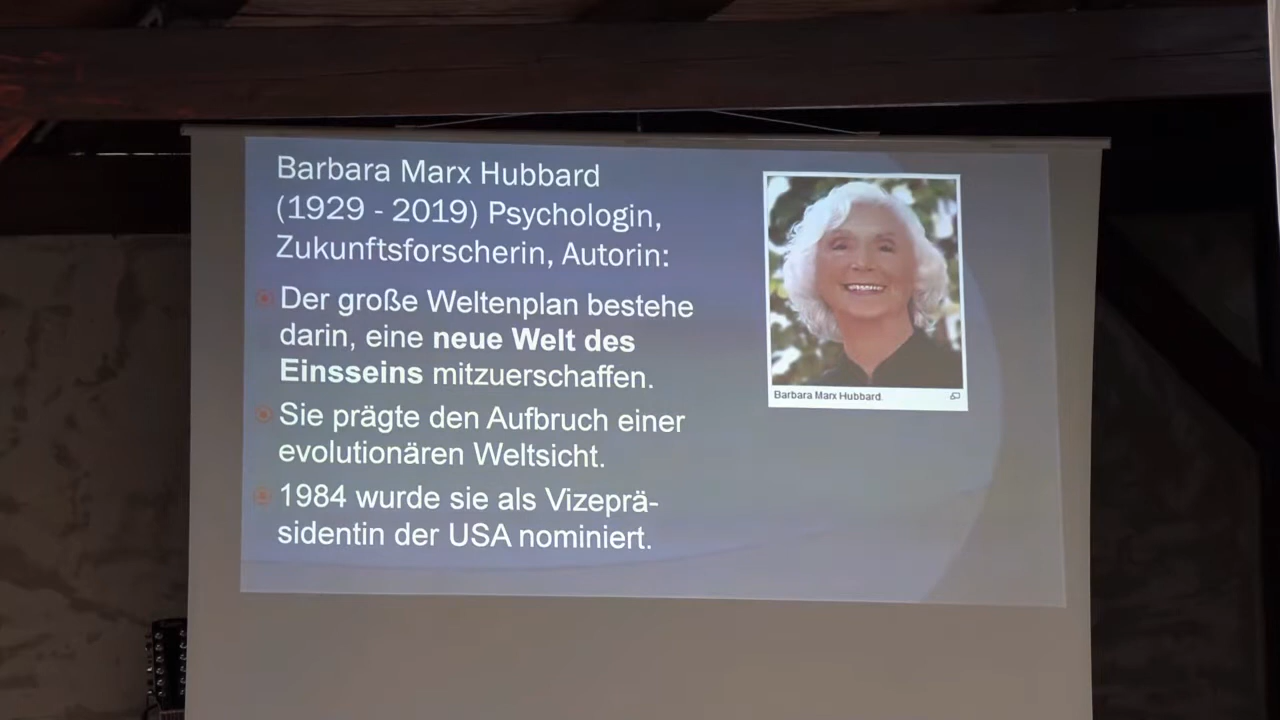 Barbara Marx Hubbard
(1929 - 2019) Psychologin,
Zukunftsforscherin, Autorin:
Der große Weltenplan bestehe
darin, eine neue Welt des
Einsseins mitzuerschaffen.
Sie prägte den Aufbruch einer
evolutionären Weltsicht.
1984 wurde sie als Vizeprä-
sidentin der USA nominiert.
Barbara Marx Hubbard.